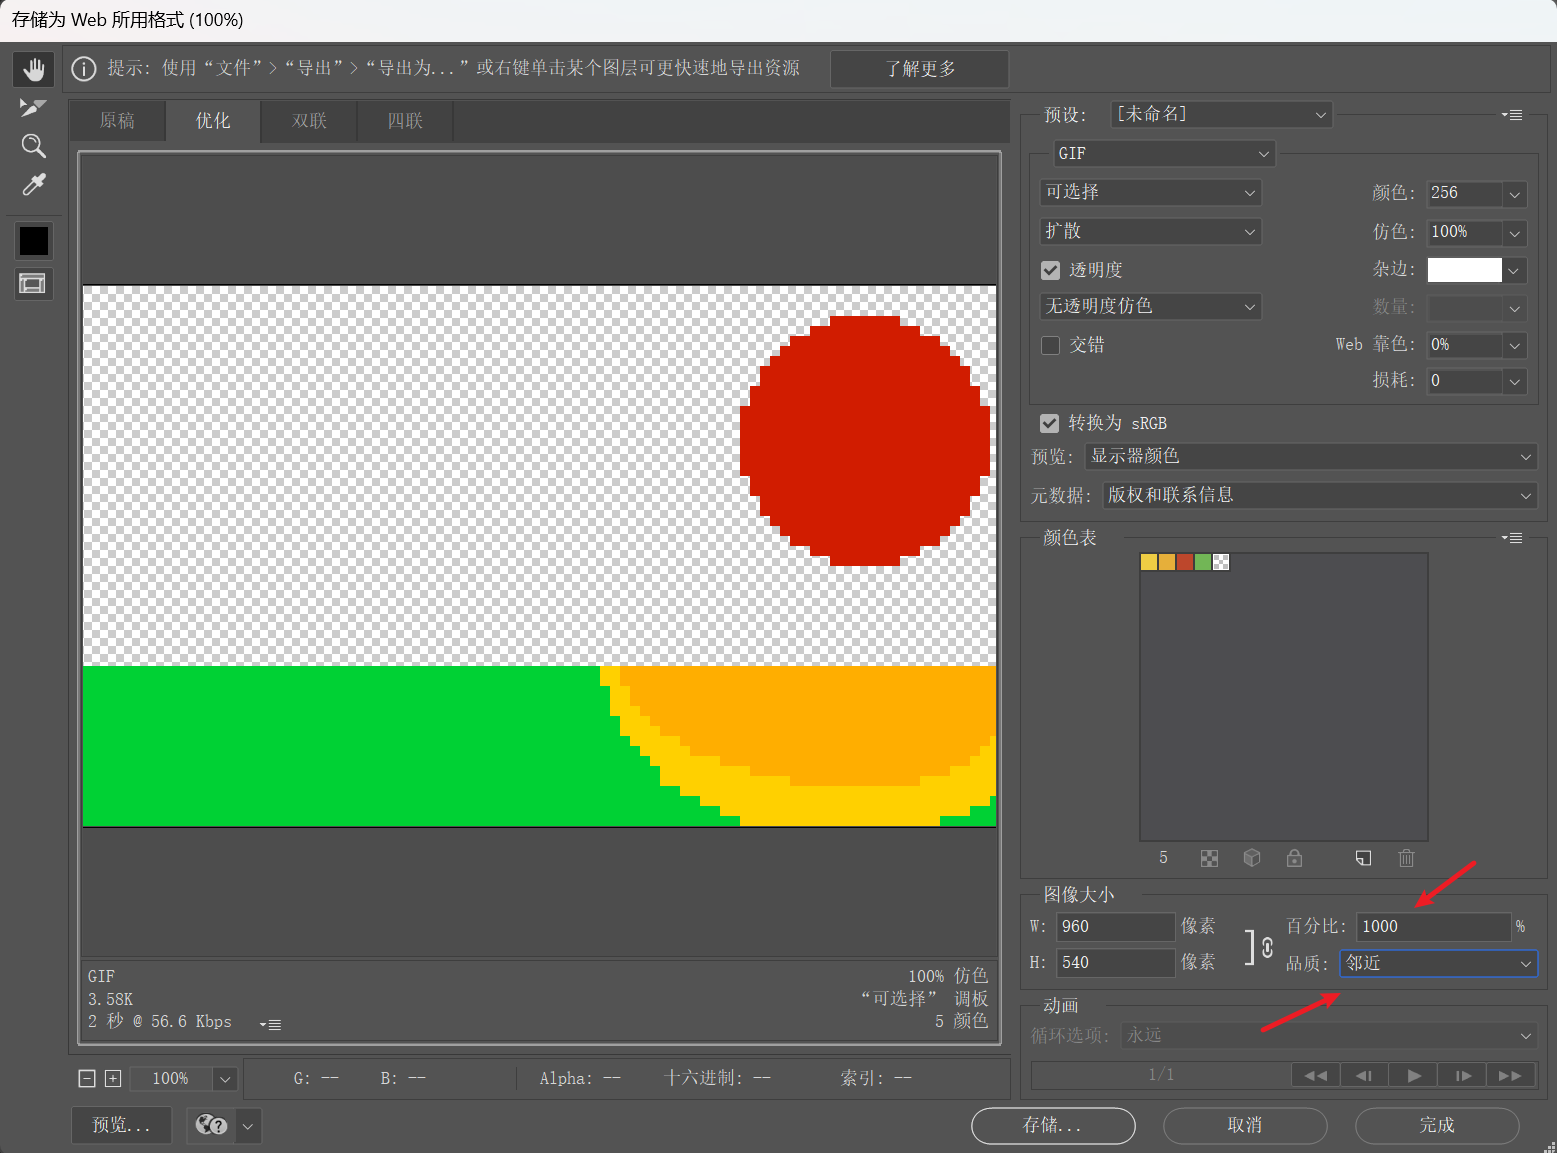 存储为 Web 所用格式 (100%)
提示: 使用 “文件” > “导出” > “导出为...” 或右键单击某个图层可更快速地导出资源
了解更多
原稿
优化
双联
四联
预设:
[未命名]
GIF
可选择
颜色:
256
扩散
仿色:
100%
透明度
杂边:
无透明度仿色
数量:
交错
Web 靠色:
0%
损耗:
0
转换为 sRGB
预览:
显示器颜色
元数据:
版权和联系信息
颜色表
5
图像大小
W:
960
像素
百分比:
1000
%
H:
540
像素
品质:
邻近
GIF
100% 仿色
3.58K
“可选择” 调板
2 秒 @ 56.6 Kbps
5 颜色
动画
循环选项:
永远
1/1
100%
G: --
B: --
Alpha: --
十六进制: --
索引: --
预览...
存储...
取消
完成